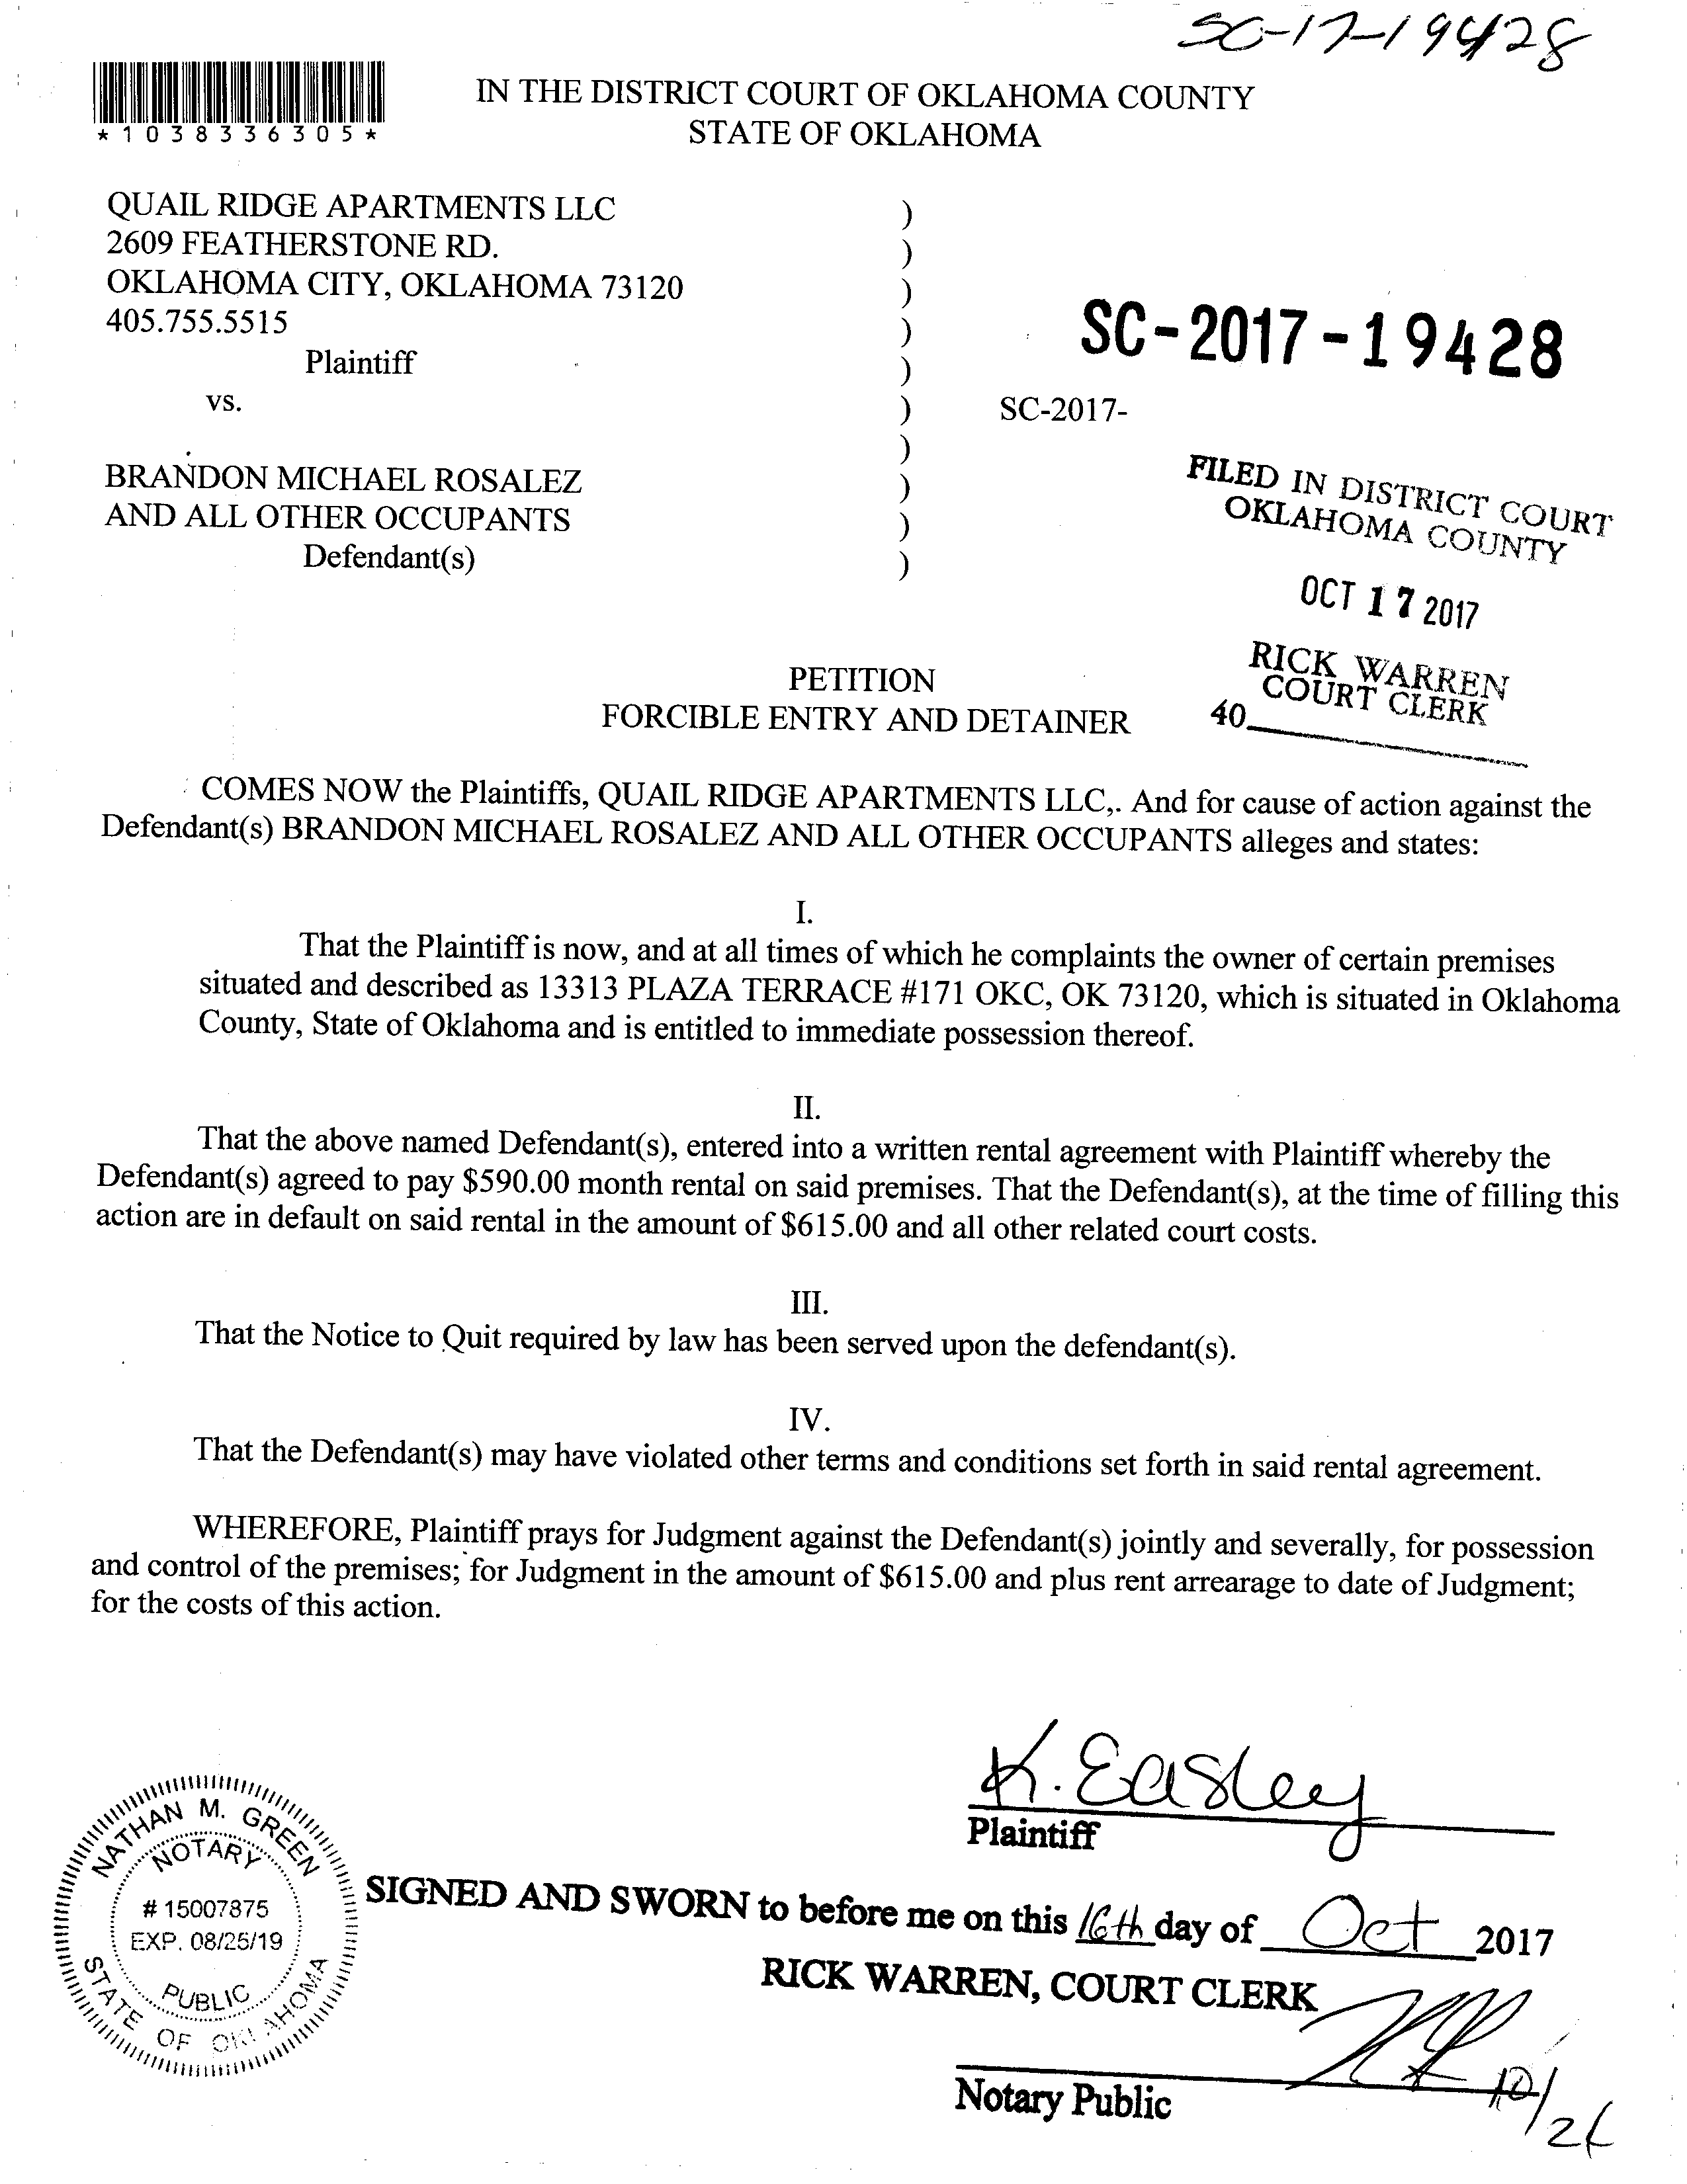 SC-17-19428
*1038336305*
IN THE DISTRICT COURT OF OKLAHOMA COUNTY
STATE OF OKLAHOMA
QUAIL RIDGE APARTMENTS LLC )
2609 FEATHERSTONE RD. )
OKLAHOMA CITY, OKLAHOMA 73120 )
405.755.5515 )
Plaintiff )
SC-2017-19428
vs. ) SC-2017-
)
BRANDON MICHAEL ROSALEZ )
AND ALL OTHER OCCUPANTS )
Defendant(s) )
FILED IN DISTRICT COURT
OKLAHOMA COUNTY
OCT 17 2017
RICK WARREN
COURT CLERK
40
PETITION
FORCIBLE ENTRY AND DETAINER
COMES NOW the Plaintiffs, QUAIL RIDGE APARTMENTS LLC,. And for cause of action against the
Defendant(s) BRANDON MICHAEL ROSALEZ AND ALL OTHER OCCUPANTS alleges and states:
I.
That the Plaintiff is now, and at all times of which he complaints the owner of certain premises
situated and described as 13313 PLAZA TERRACE #171 OKC, OK 73120, which is situated in Oklahoma
County, State of Oklahoma and is entitled to immediate possession thereof.
II.
That the above named Defendant(s), entered into a written rental agreement with Plaintiff whereby the
Defendant(s) agreed to pay $590.00 month rental on said premises. That the Defendant(s), at the time of filling this
action are in default on said rental in the amount of $615.00 and all other related court costs.
III.
That the Notice to Quit required by law has been served upon the defendant(s).
IV.
That the Defendant(s) may have violated other terms and conditions set forth in said rental agreement.
WHEREFORE, Plaintiff prays for Judgment against the Defendant(s) jointly and severally, for possession
and control of the premises; for Judgment in the amount of $615.00 and plus rent arrearage to date of Judgment;
for the costs of this action.
K. Easley
Plaintiff
NATHAN M. GREEN
NOTARY
# 15007875
EXP. 08/25/19
PUBLIC
STATE OF OKLAHOMA
SIGNED AND SWORN to before me on this 16th day of Oct 2017
RICK WARREN, COURT CLERK
Notary Public